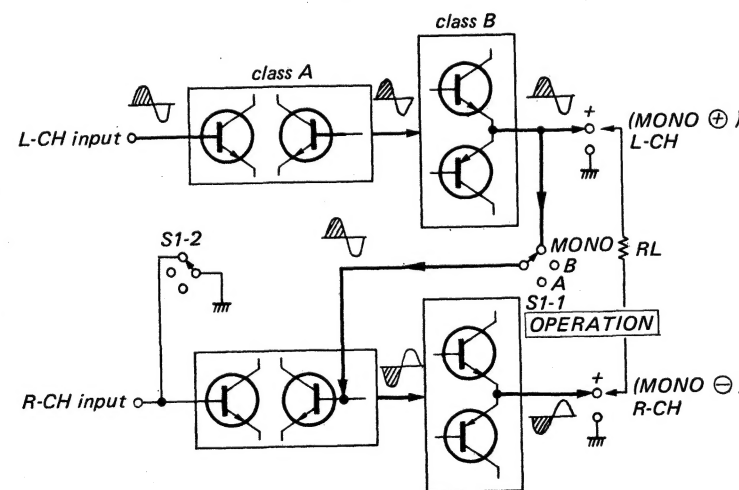 class B
class A
L-CH input
+
(MONO ⊕)
L-CH
S1-2
MONO
B
A
RL
S1-1
OPERATION
R-CH input
+
(MONO ⊖
R-CH